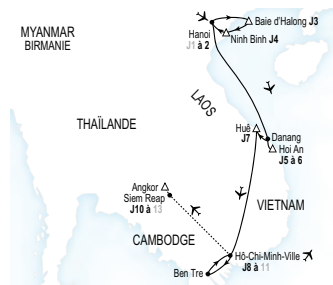 MYANMAR
BIRMANIE
Hanoi
J1 à 2
Baie d'Halong J3
Ninh Binh J4
LAOS
THAÏLANDE
Huê
J7
Danang
Hoi An
J5 à 6
Angkor
Siem Reap
J10 à 13
VIETNAM
CAMBODGE
Hô-Chi-Minh-Ville
J8 à 11
Ben Tre